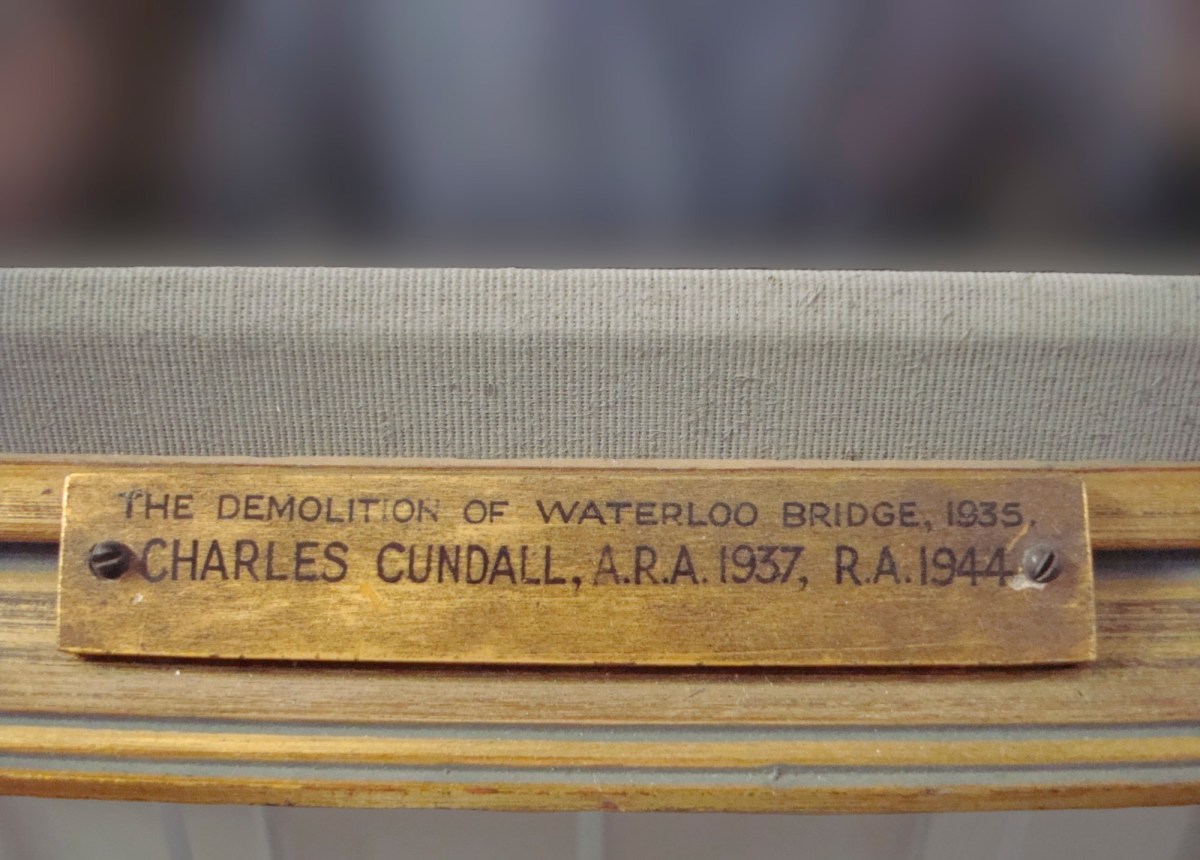 THE DEMOLITION OF WATERLOO BRIDGE, 1935.
CHARLES CUNDALL, A.R.A. 1937, R.A. 1944.